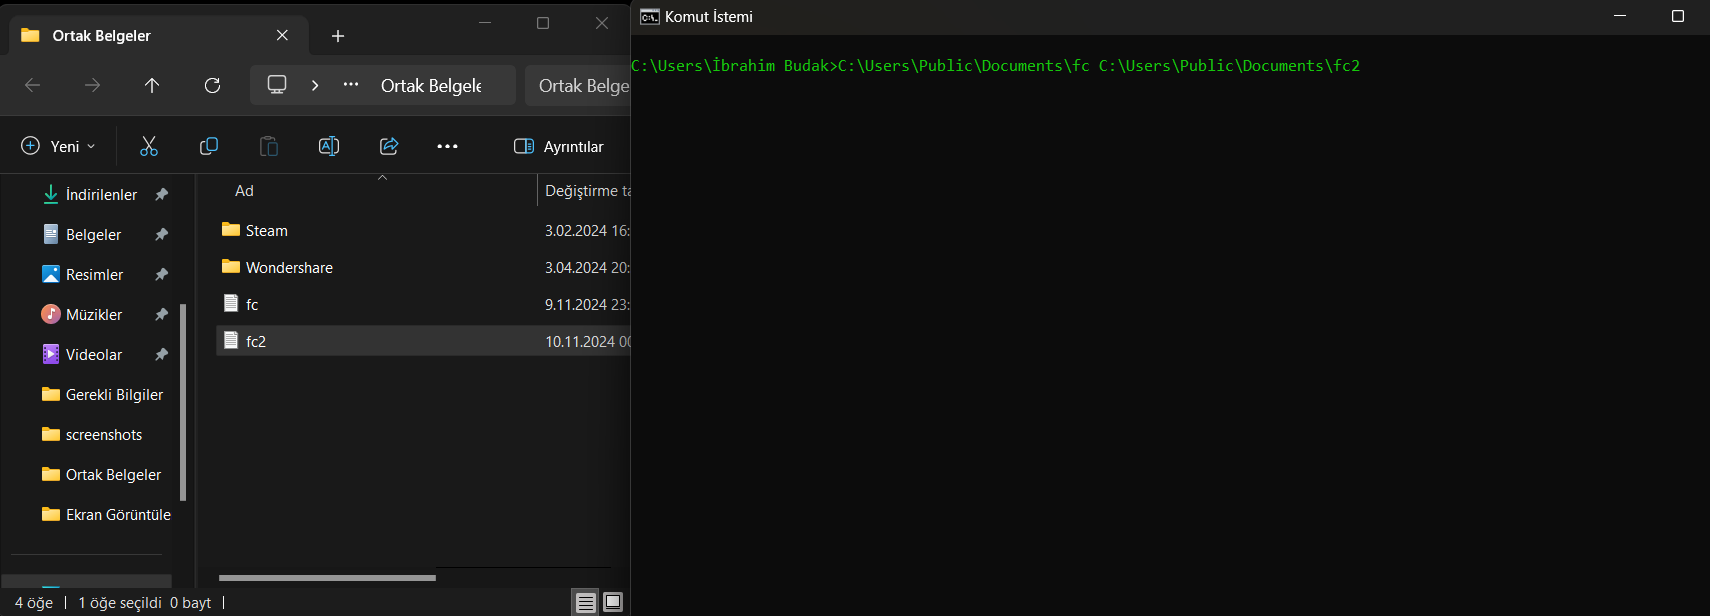 Ortak Belgeler
Komut İstemi
Ortak Belgele
Ortak Belge
Yeni
Ayrıntılar
İndirilenler
Belgeler
Resimler
Müzikler
Videolar
Gerekli Bilgiler
screenshots
Ortak Belgeler
Ekran Görüntüle
Ad
Değiştirme ta
Steam
3.02.2024 16:
Wondershare
3.04.2024 20:
fc
9.11.2024 23:
fc2
10.11.2024 00
4 öğe
1 öğe seçildi 0 bayt
C:\Users\İbrahim Budak>C:\Users\Public\Documents\fc C:\Users\Public\Documents\fc2